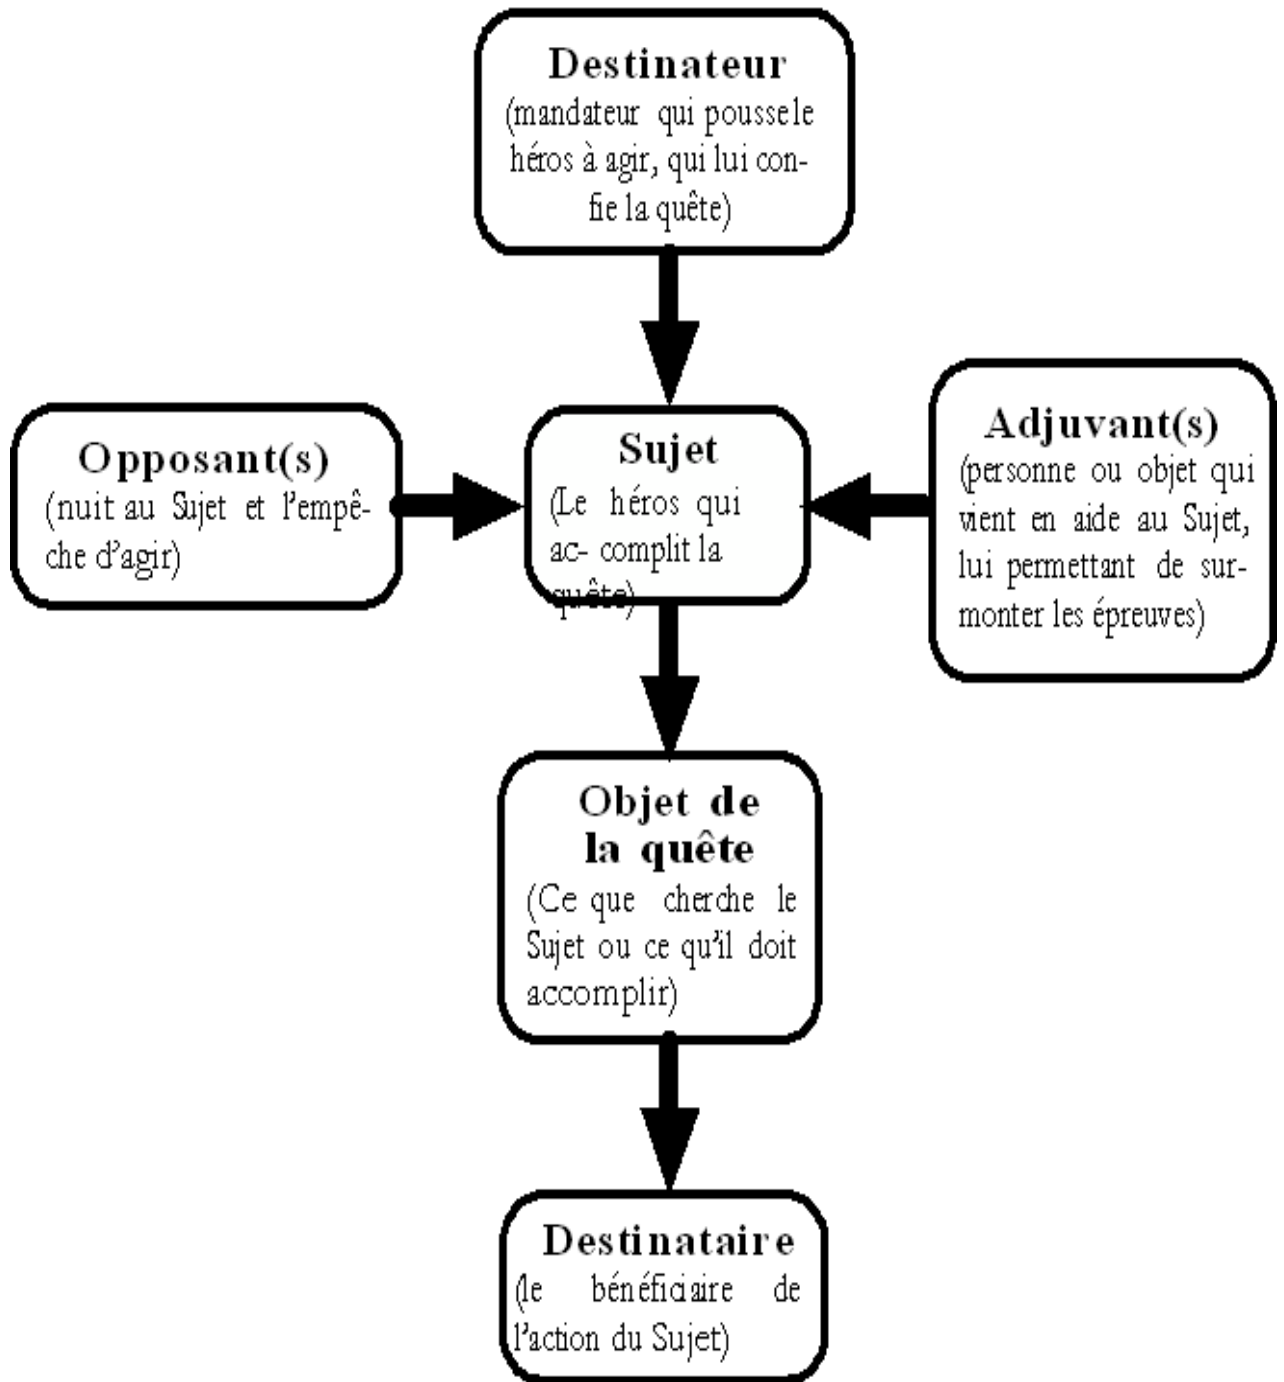 Destinateur
(mandateur qui pousse le
héros à agir, qui lui con-
fie la quête)
Opposant(s)
(nuit au Sujet et l'empê-
che d'agir)
Sujet
(Le héros qui
ac- complit la
quête)
Adjuvant(s)
(personne ou objet qui
vient en aide au Sujet,
lui permettant de sur-
monter les épreuves)
Objet de
la quête
(Ce que cherche le
Sujet ou ce qu'il doit
accomplir)
Destinataire
(le bénéficiaire de
l'action du Sujet)